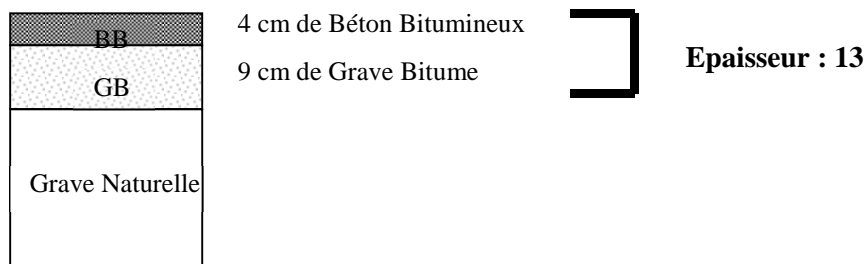 BB
4 cm de Béton Bitumineux
GB
9 cm de Grave Bitume
Epaisseur : 13
Grave Naturelle